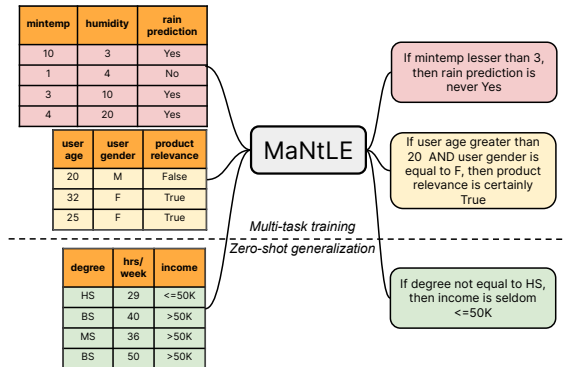 mintemp humidity rain prediction
10 3 Yes
1 4 No
3 10 Yes
4 20 Yes
user age user gender product relevance
20 M False
32 F True
25 F True
MaNtLE
If mintemp lesser than 3,
then rain prediction is
never Yes
If user age greater than
20 AND user gender is
equal to F, then product
relevance is certainly
True
Multi-task training
Zero-shot generalization
degree hrs/ week income
HS 29 <=50K
BS 40 >50K
MS 36 >50K
BS 50 >50K
If degree not equal to HS,
then income is seldom
<=50K